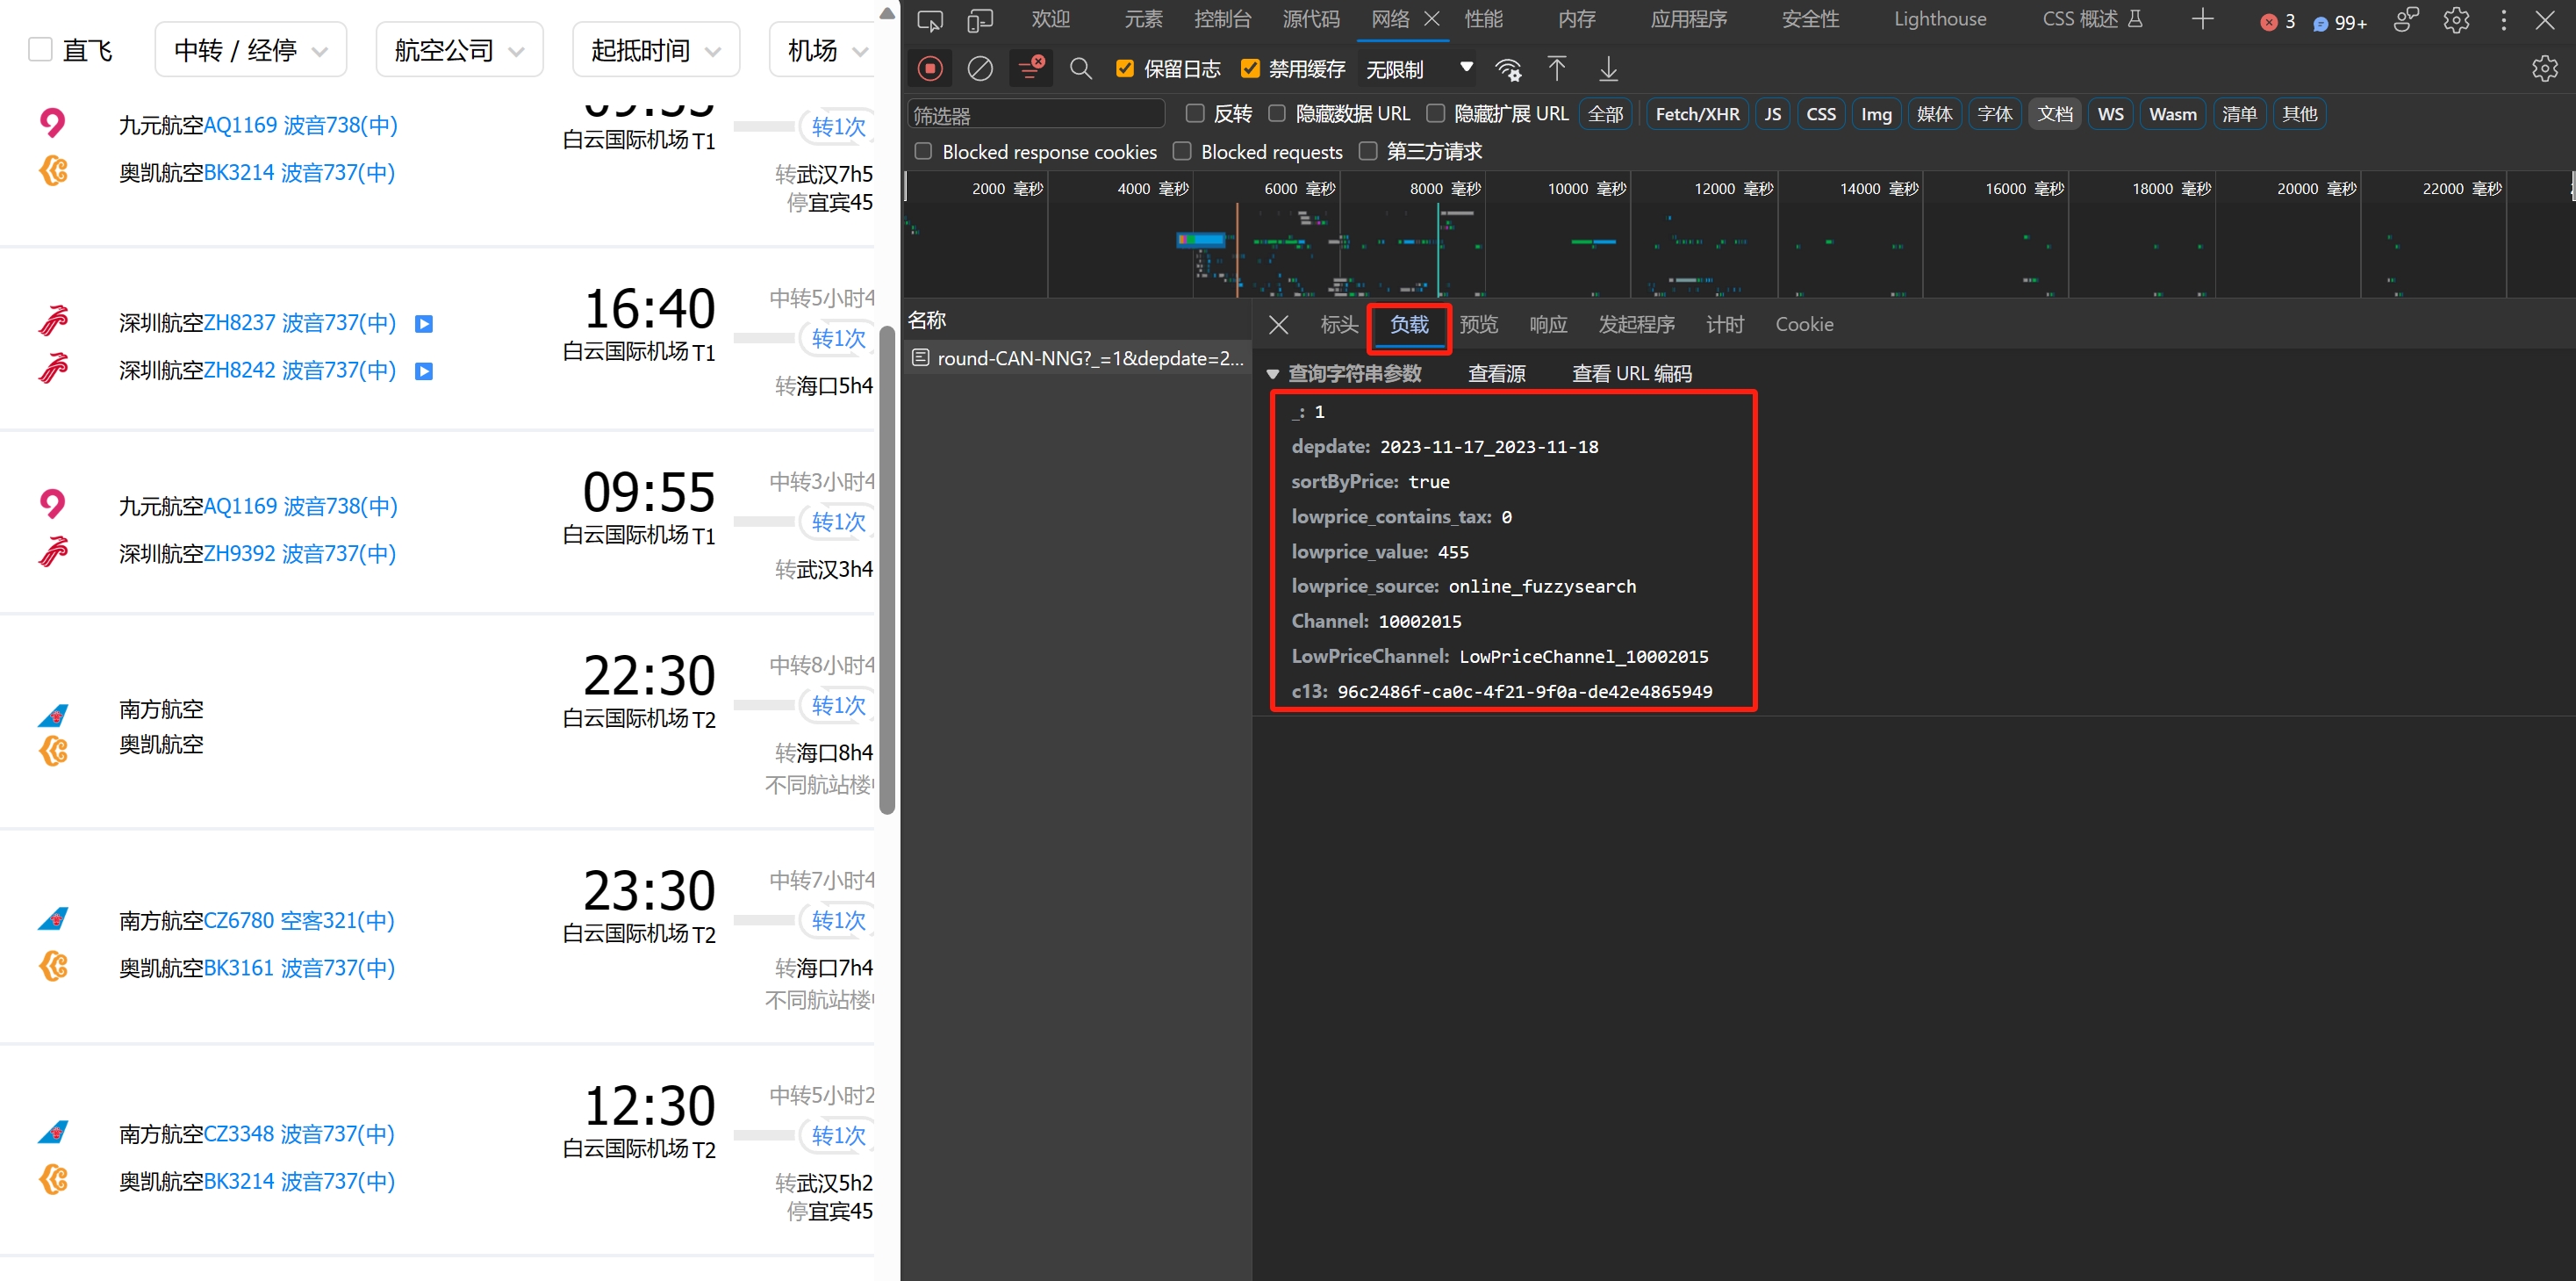 直飞 中转 / 经停 航空公司 起抵时间 机场
九元航空AQ1169 波音738(中)
奥凯航空BK3214 波音737(中)
09:55
白云国际机场 T1
转1次
转武汉7h5
停宜宾45
深圳航空ZH8237 波音737(中)
深圳航空ZH8242 波音737(中)
16:40
白云国际机场 T1
中转5小时4
转1次
转海口5h4
九元航空AQ1169 波音738(中)
深圳航空ZH9392 波音737(中)
09:55
白云国际机场 T1
中转3小时4
转1次
转武汉3h4
南方航空
奥凯航空
22:30
白云国际机场 T2
中转8小时4
转1次
转海口8h4
不同航站楼
南方航空CZ6780 空客321(中)
奥凯航空BK3161 波音737(中)
23:30
白云国际机场 T2
中转7小时4
转1次
转海口7h4
不同航站楼
南方航空CZ3348 波音737(中)
奥凯航空BK3214 波音737(中)
12:30
白云国际机场 T2
中转5小时2
转1次
转武汉5h2
停宜宾45
欢迎 元素 控制台 源代码 网络 性能 内存 应用程序 安全性 Lighthouse CSS 概述 3 99+
保留日志 禁用缓存 无限制
筛选器 反转 隐藏数据 URL 隐藏扩展 URL 全部 Fetch/XHR JS CSS Img 媒体 字体 文档 WS Wasm 清单 其他
Blocked response cookies Blocked requests 第三方请求
2000 毫秒 4000 毫秒 6000 毫秒 8000 毫秒 10000 毫秒 12000 毫秒 14000 毫秒 16000 毫秒 18000 毫秒 20000 毫秒 22000 毫秒
名称
round-CAN-NNG?_=1&depdate=2...
标头 负载 预览 响应 发起程序 计时 Cookie
查询字符串参数 查看源 查看 URL 编码
_: 1
depdate: 2023-11-17_2023-11-18
sortByPrice: true
lowprice_contains_tax: 0
lowprice_value: 455
lowprice_source: online_fuzzysearch
Channel: 10002015
LowPriceChannel: LowPriceChannel_10002015
c13: 96c2486f-ca0c-4f21-9f0a-de42e4865949